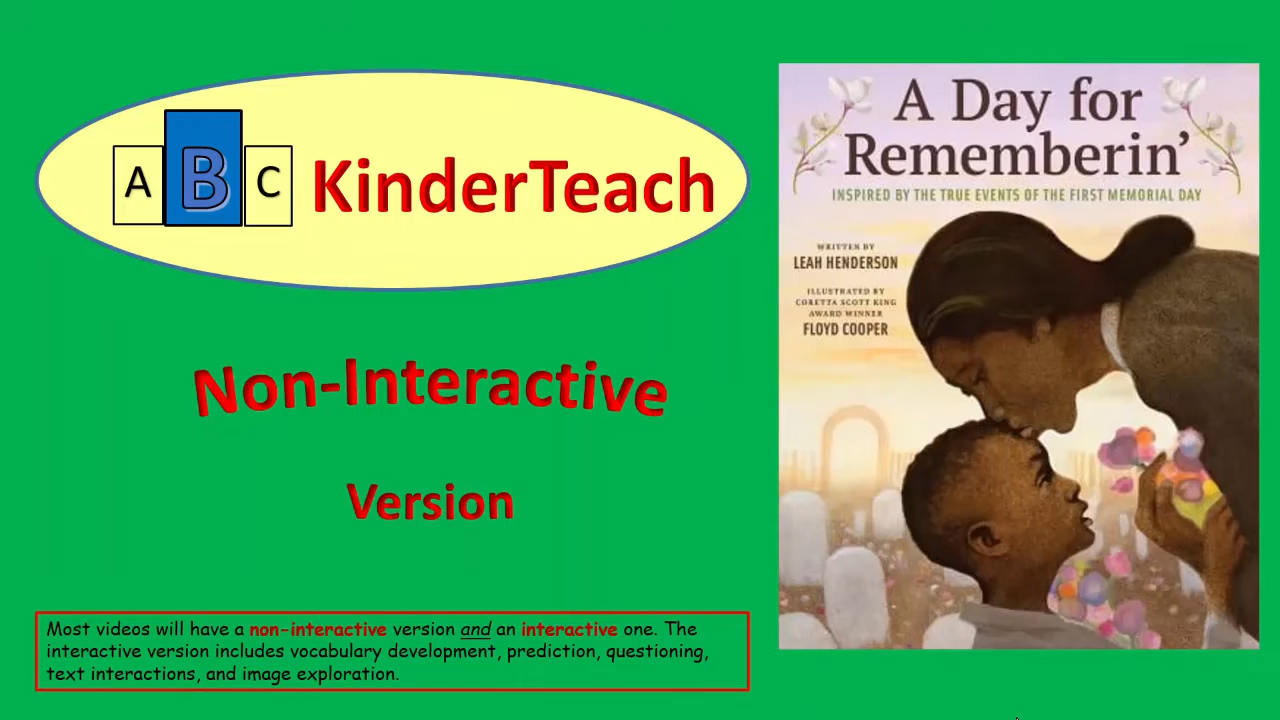 A B C KinderTeach
Non-Interactive
Version
Most videos will have a non-interactive version and an interactive one. The
interactive version includes vocabulary development, prediction, questioning,
text interactions, and image exploration.
A Day for
Rememberin’
INSPIRED BY THE TRUE EVENTS OF THE FIRST MEMORIAL DAY
WRITTEN BY
LEAH HENDERSON
ILLUSTRATED BY
CORETTA SCOTT KING
AWARD WINNER
FLOYD COOPER